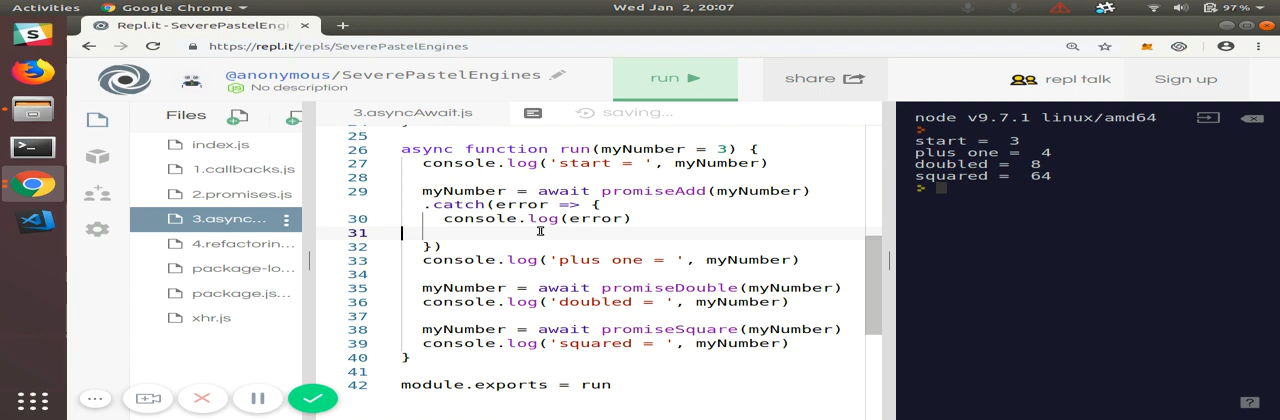 Activities Google Chrome Wed Jan 2, 20:07 97 %
Repl.it - SeverePastelEngi
https://repl.it/repls/SeverePastelEngines
@anonymous/SeverePastelEngines
No description
run
share
repl talk
Sign up
Files
index.js
1.callbacks.js
2.promises.js
3.async...
4.refactorin...
package-lo...
package.js...
xhr.js
3.asyncAwait.js
saving...
25
26 async function run(myNumber = 3) {
27 console.log('start = ', myNumber)
28
29 myNumber = await promiseAdd(myNumber)
.catch(error => {
30 console.log(error)
31
32 })
33 console.log('plus one = ', myNumber)
34
35 myNumber = await promiseDouble(myNumber)
36 console.log('doubled = ', myNumber)
37
38 myNumber = await promiseSquare(myNumber)
39 console.log('squared = ', myNumber)
40 }
41
42 module.exports = run
node v9.7.1 linux/amd64
>
start = 3
plus one = 4
doubled = 8
squared = 64
>